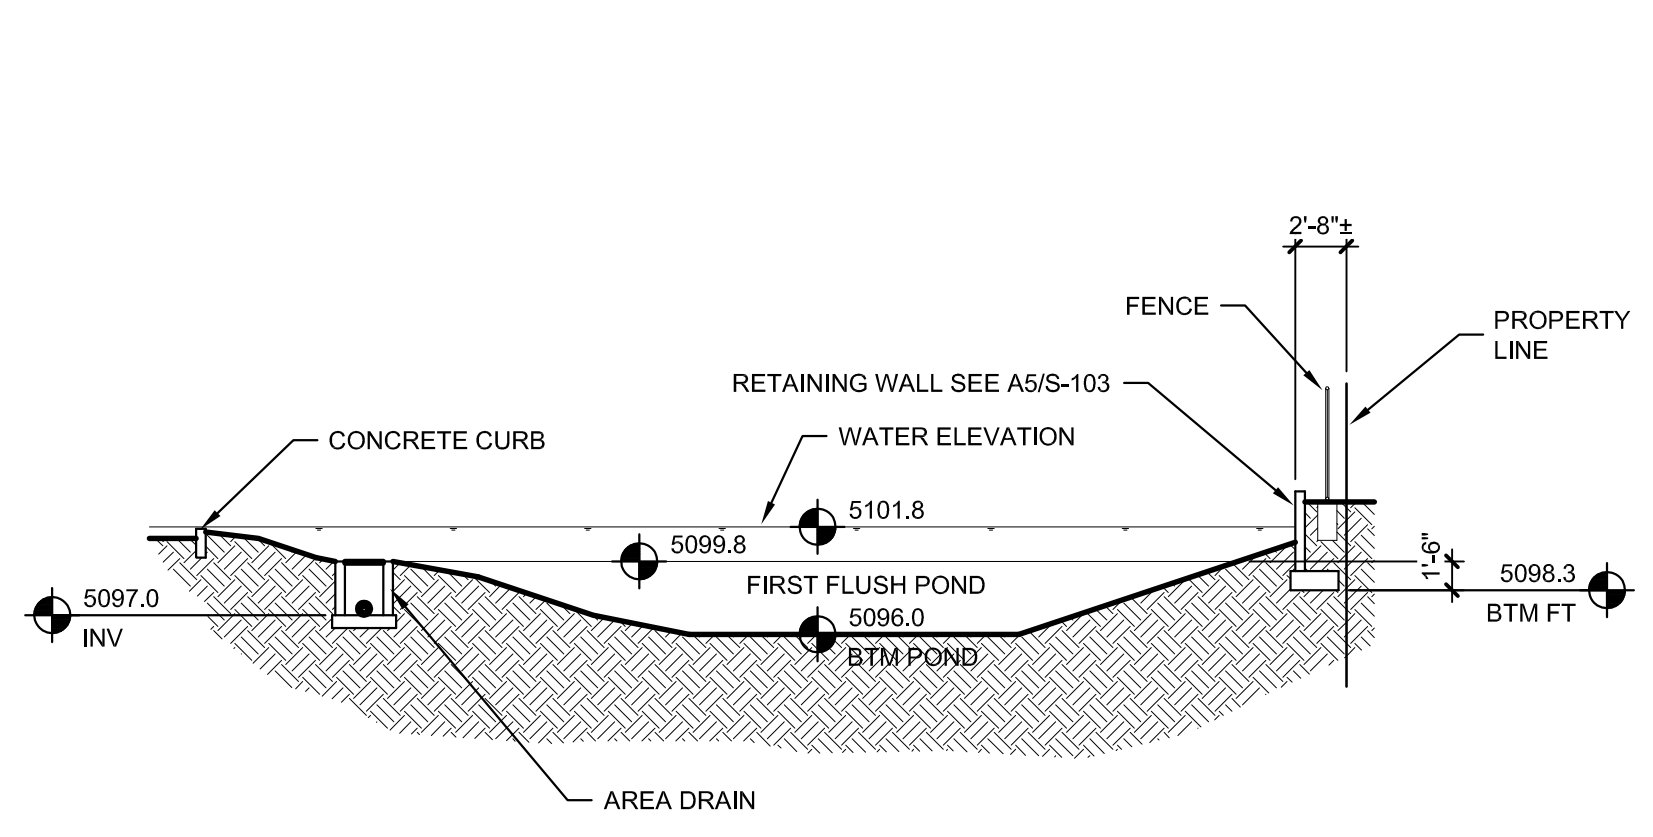 2'-8"±
FENCE
PROPERTY
LINE
RETAINING WALL SEE A5/S-103
CONCRETE CURB
WATER ELEVATION
5101.8
5099.8
1'-6"
FIRST FLUSH POND
5098.3
BTM FT
5097.0
INV
5096.0
BTM POND
AREA DRAIN